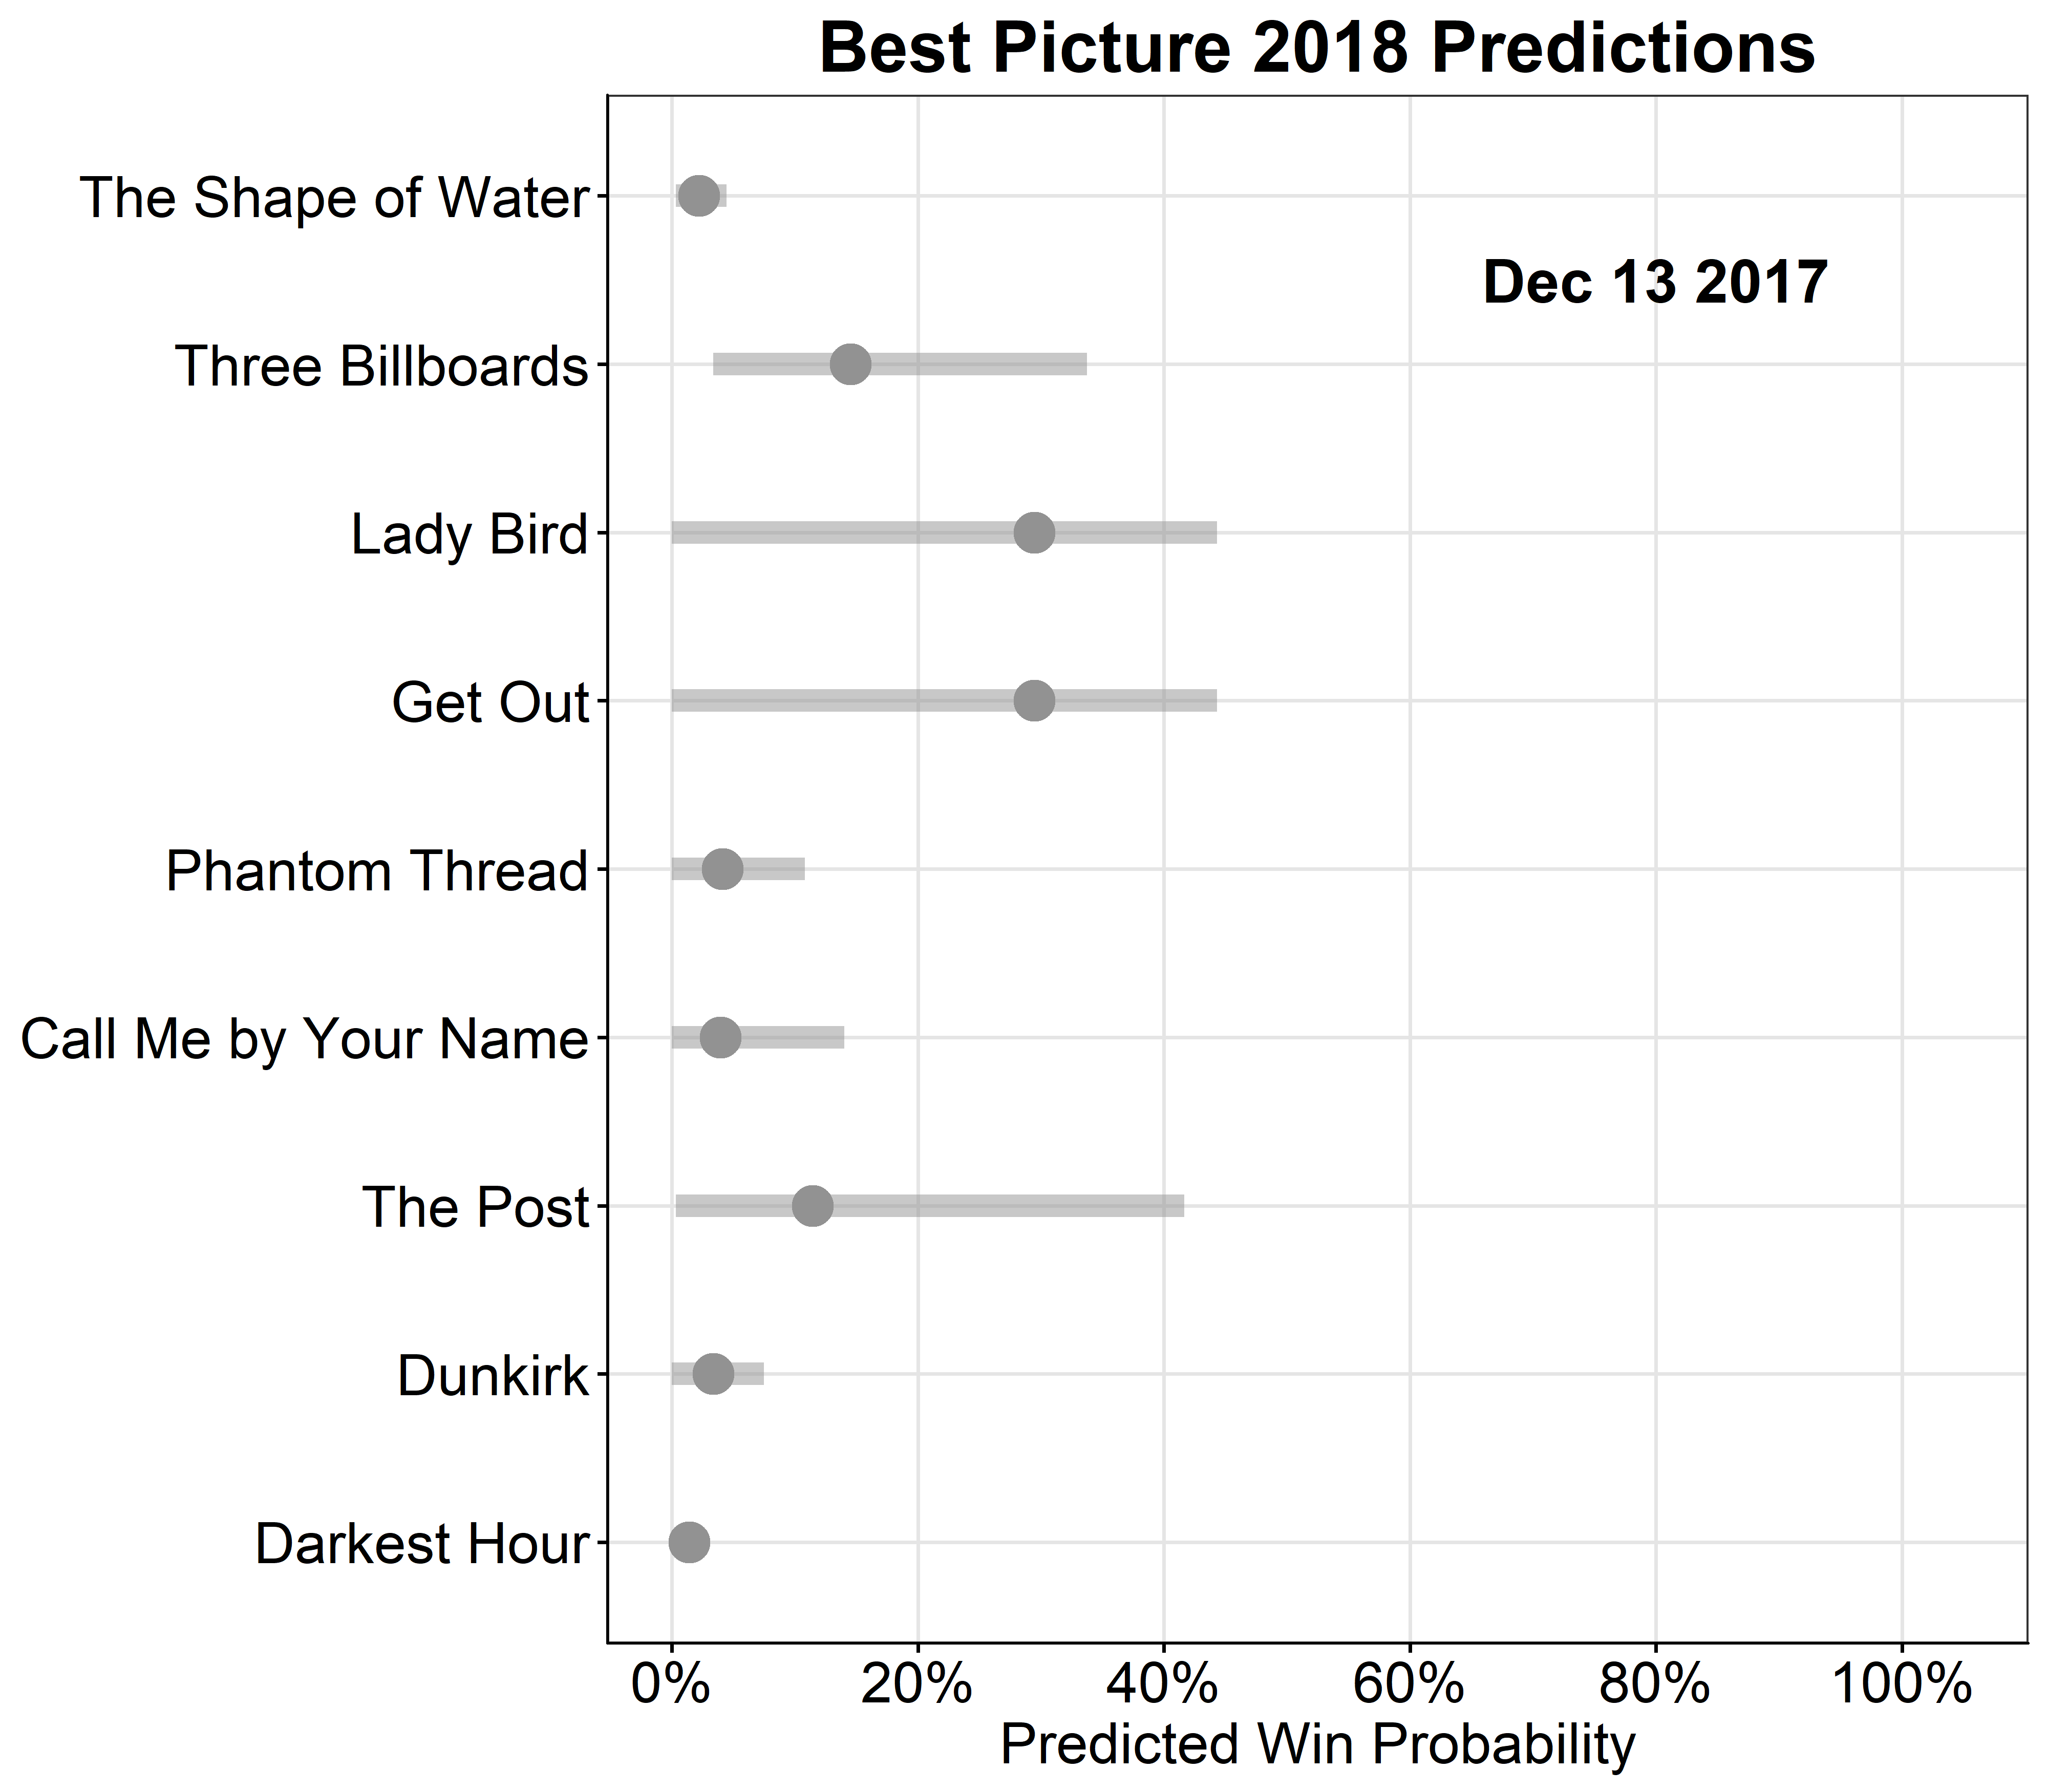 Best Picture 2018 Predictions
The Shape of Water
Dec 13 2017
Three Billboards
Lady Bird
Get Out
Phantom Thread
Call Me by Your Name
The Post
Dunkirk
Darkest Hour
0% 20% 40% 60% 80% 100%
Predicted Win Probability